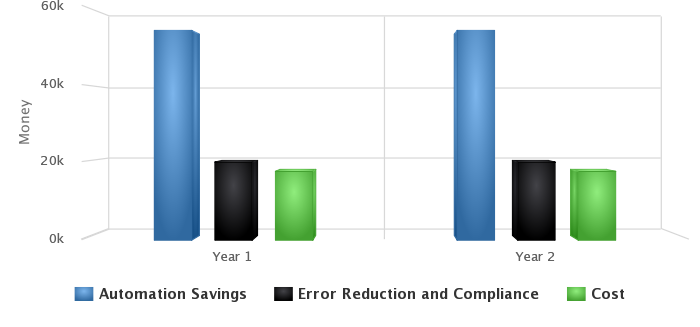 60k
40k
Money
20k
0k
Year 1 Year 2
Automation Savings Error Reduction and Compliance Cost